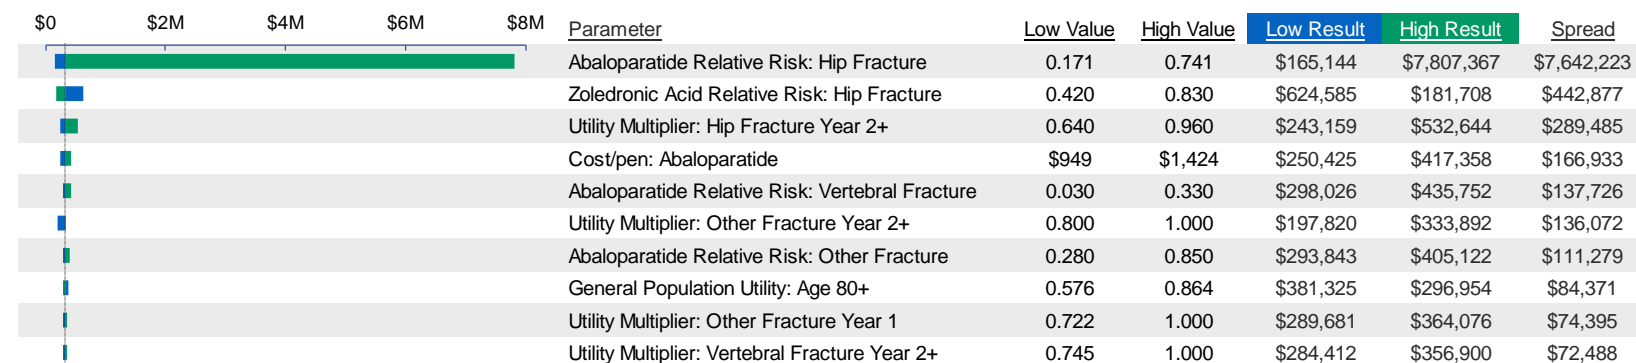 $0 $2M $4M $6M $8M Parameter Low Value High Value Low Result High Result Spread
Abaloparatide Relative Risk: Hip Fracture 0.171 0.741 $165,144 $7,807,367 $7,642,223
Zoledronic Acid Relative Risk: Hip Fracture 0.420 0.830 $624,585 $181,708 $442,877
Utility Multiplier: Hip Fracture Year 2+ 0.640 0.960 $243,159 $532,644 $289,485
Cost/pen: Abaloparatide $949 $1,424 $250,425 $417,358 $166,933
Abaloparatide Relative Risk: Vertebral Fracture 0.030 0.330 $298,026 $435,752 $137,726
Utility Multiplier: Other Fracture Year 2+ 0.800 1.000 $197,820 $333,892 $136,072
Abaloparatide Relative Risk: Other Fracture 0.280 0.850 $293,843 $405,122 $111,279
General Population Utility: Age 80+ 0.576 0.864 $381,325 $296,954 $84,371
Utility Multiplier: Other Fracture Year 1 0.722 1.000 $289,681 $364,076 $74,395
Utility Multiplier: Vertebral Fracture Year 2+ 0.745 1.000 $284,412 $356,900 $72,488